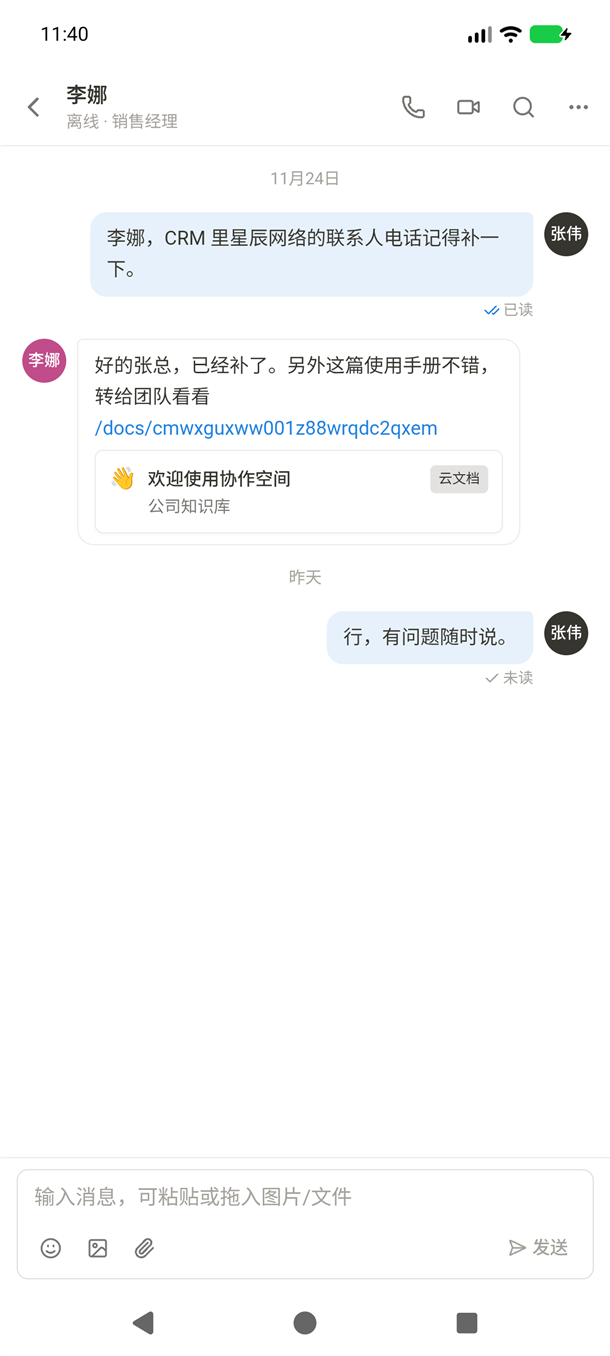 11:40
李娜
离线 · 销售经理
11月24日
李娜，CRM 里星辰网络的联系人电话记得补一
下。
张伟
已读
李娜
好的张总，已经补了。另外这篇使用手册不错，
转给团队看看
/docs/cmwxguxww001z88wrqdc2qxem
👋 欢迎使用协作空间
云文档
公司知识库
昨天
行，有问题随时说。
张伟
未读
输入消息，可粘贴或拖入图片/文件
发送